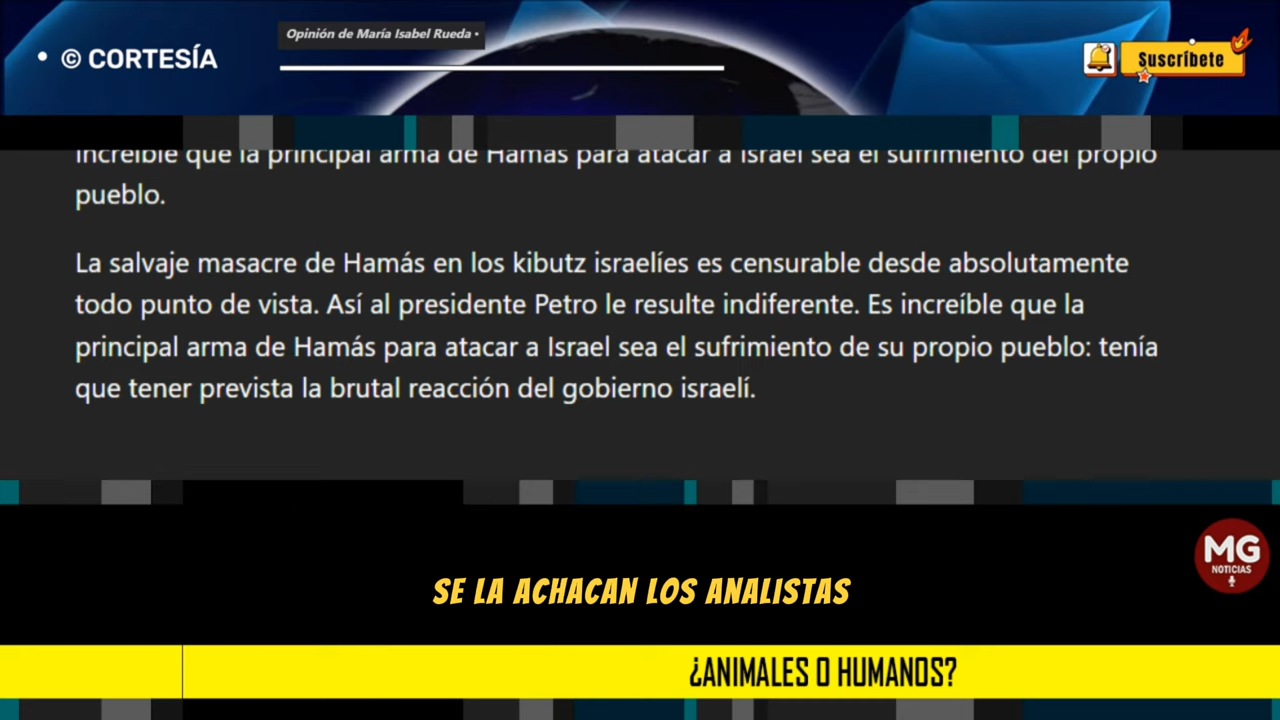 Opinión de María Isabel Rueda •
• © CORTESÍA
Suscríbete
increíble que la principal arma de Hamás para atacar a Israel sea el sufrimiento del propio
pueblo.
La salvaje masacre de Hamás en los kibutz israelíes es censurable desde absolutamente
todo punto de vista. Así al presidente Petro le resulte indiferente. Es increíble que la
principal arma de Hamás para atacar a Israel sea el sufrimiento de su propio pueblo: tenía
que tener prevista la brutal reacción del gobierno israelí.
MG
NOTICIAS
SE LA ACHACAN LOS ANALISTAS
¿ANIMALES O HUMANOS?